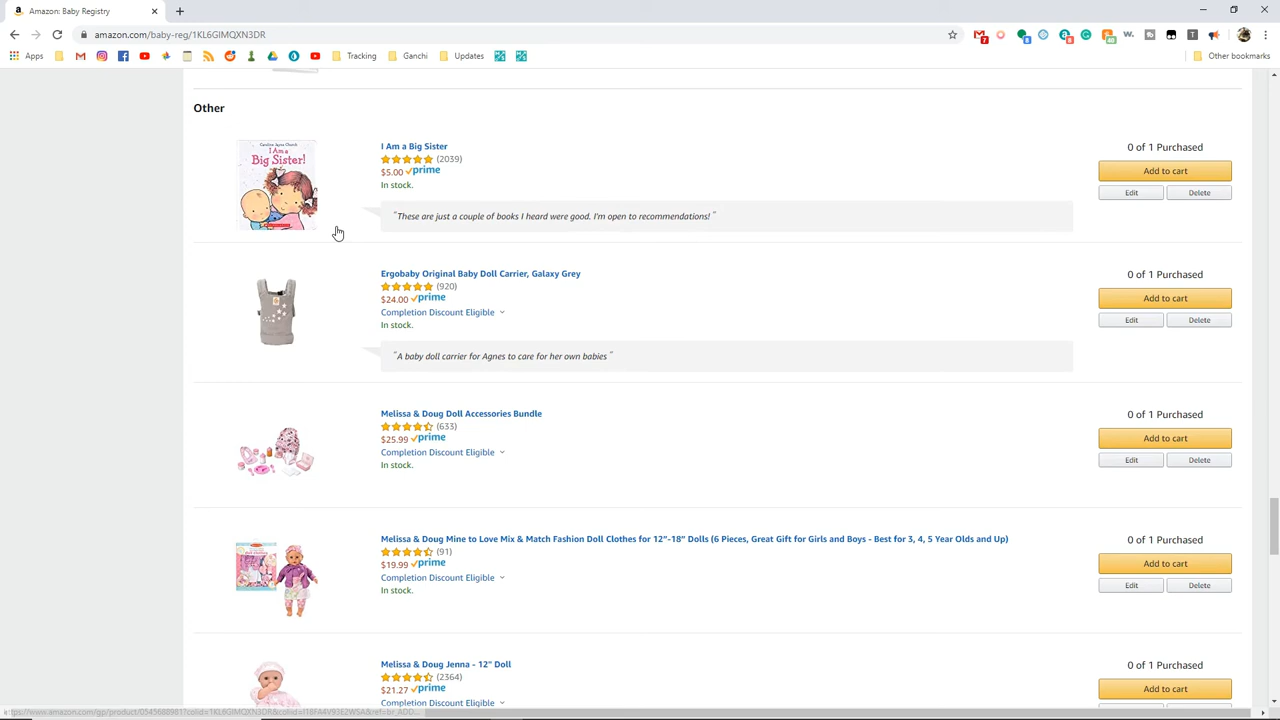 Amazon: Baby Registry
amazon.com/baby-reg/1KL6GIMQXN3DR
Apps
Tracking
Ganchi
Updates
Other bookmarks
Other
Caroline Jayne Church
I Am a
Big Sister!
I Am a Big Sister
(2039)
$5.00 prime
In stock.
"These are just a couple of books I heard were good. I'm open to recommendations! "
0 of 1 Purchased
Add to cart
Edit
Delete
Ergobaby Original Baby Doll Carrier, Galaxy Grey
(920)
$24.00 prime
Completion Discount Eligible
In stock.
"A baby doll carrier for Agnes to care for her own babies "
0 of 1 Purchased
Add to cart
Edit
Delete
Melissa & Doug Doll Accessories Bundle
(633)
$25.99 prime
Completion Discount Eligible
In stock.
0 of 1 Purchased
Add to cart
Edit
Delete
Melissa & Doug Mine to Love Mix & Match Fashion Doll Clothes for 12"-18" Dolls (6 Pieces, Great Gift for Girls and Boys - Best for 3, 4, 5 Year Olds and Up)
(91)
$19.99 prime
Completion Discount Eligible
In stock.
0 of 1 Purchased
Add to cart
Edit
Delete
Melissa & Doug Jenna - 12" Doll
(2364)
$21.27 prime
Completion Discount Eligible
0 of 1 Purchased
Add to cart